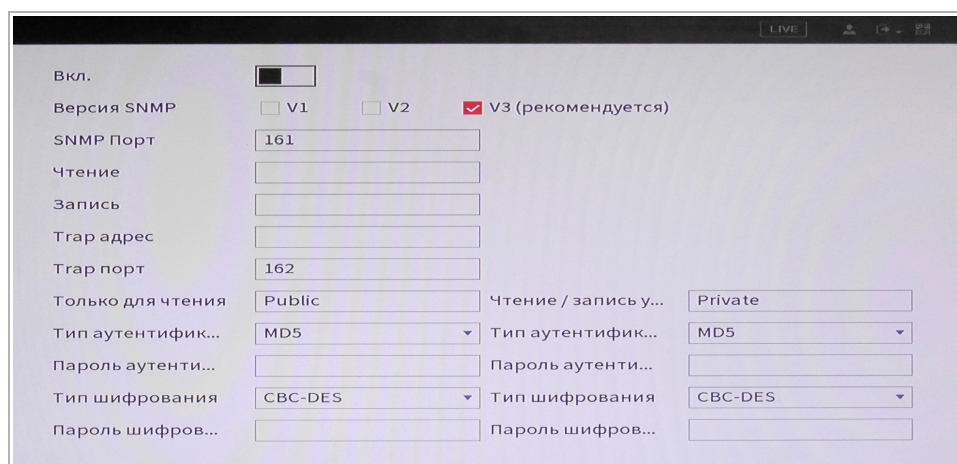 LIVE
Вкл.
Версия SNMP V1 V2 V3 (рекомендуется)
SNMP Порт 161
Чтение
Запись
Trap адрес
Trap порт 162
Только для чтения Public Чтение / запись у... Private
Тип аутентифик... MD5 Тип аутентифик... MD5
Пароль аутенти... Пароль аутенти...
Тип шифрования CBC-DES Тип шифрования CBC-DES
Пароль шифров... Пароль шифров...